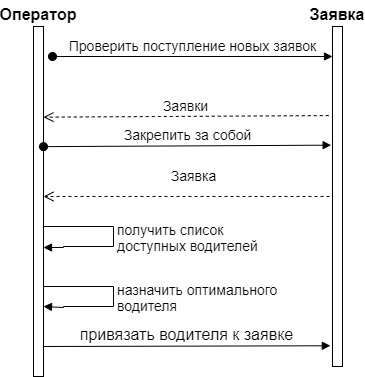 Оператор
Заявка
Проверить поступление новых заявок
Заявки
Закрепить за собой
Заявка
получить список
доступных водителей
назначить оптимального
водителя
привязать водителя к заявке